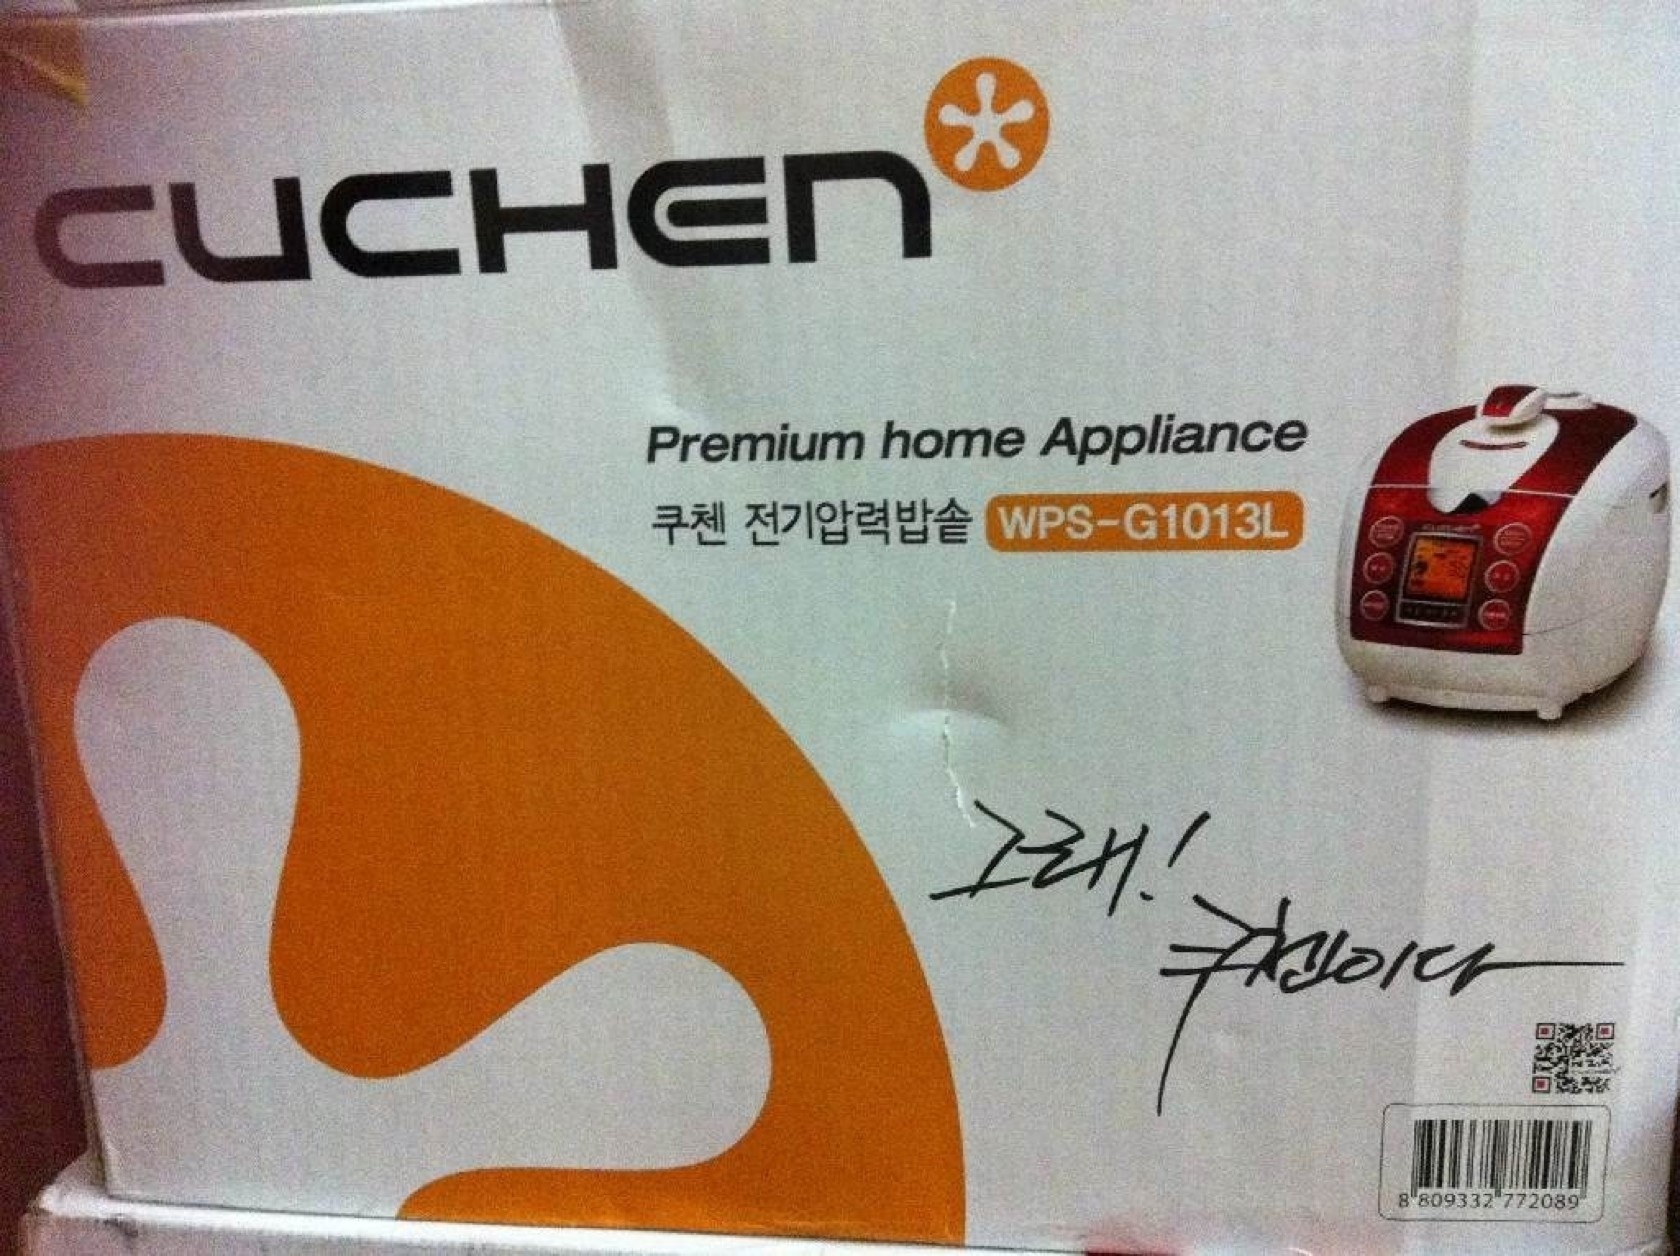 CUCHEN
Premium home Appliance
쿠첸 전기압력밥솥 WPS-G1013L
그래!
쿠첸이다
8 809332 772089